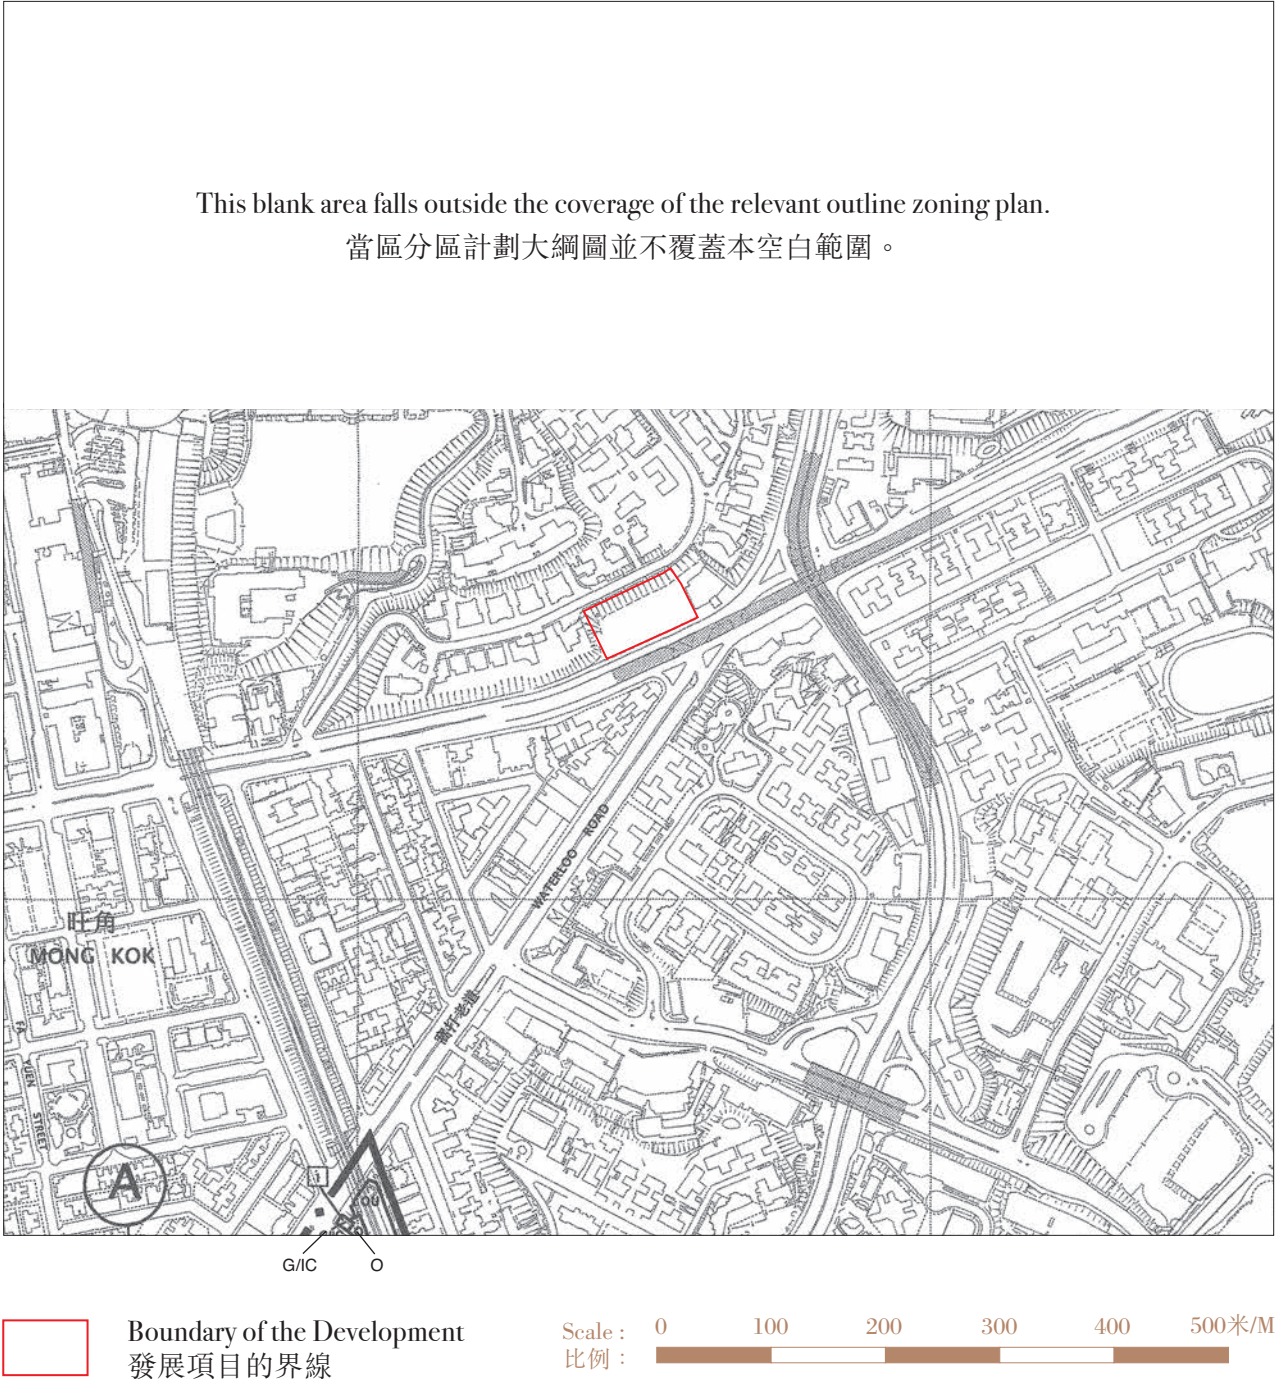 This blank area falls outside the coverage of the relevant outline zoning plan.
當區分區計劃大綱圖並不覆蓋本空白範圍。
WATERLOO ROAD
窩打老道
旺角
MONG KOK
FA
YUEN
STREET
A
i
OU
G/IC
O
Boundary of the Development
發展項目的界線
Scale :
比例 :
0 100 200 300 400 500米/M